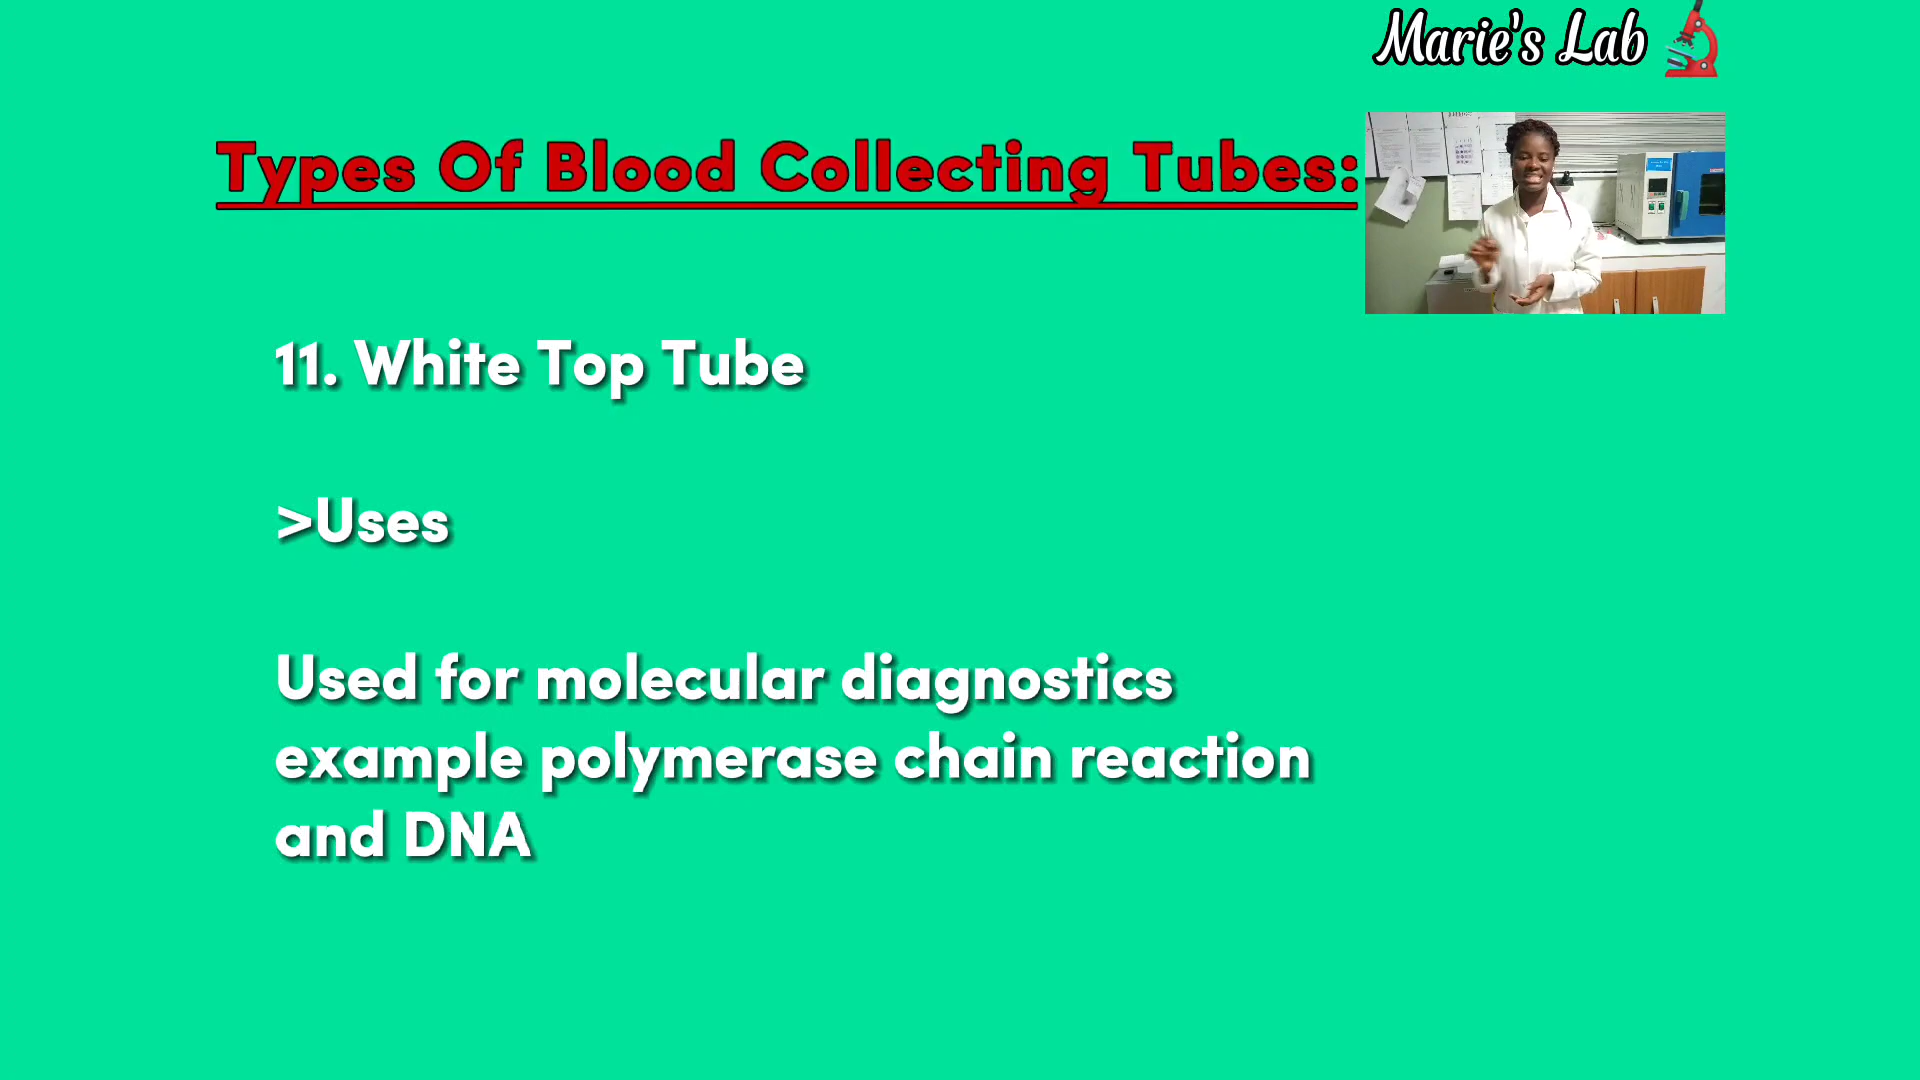 Marie's Lab
Types Of Blood Collecting Tubes:
11. White Top Tube
>Uses
Used for molecular diagnostics
example polymerase chain reaction
and DNA